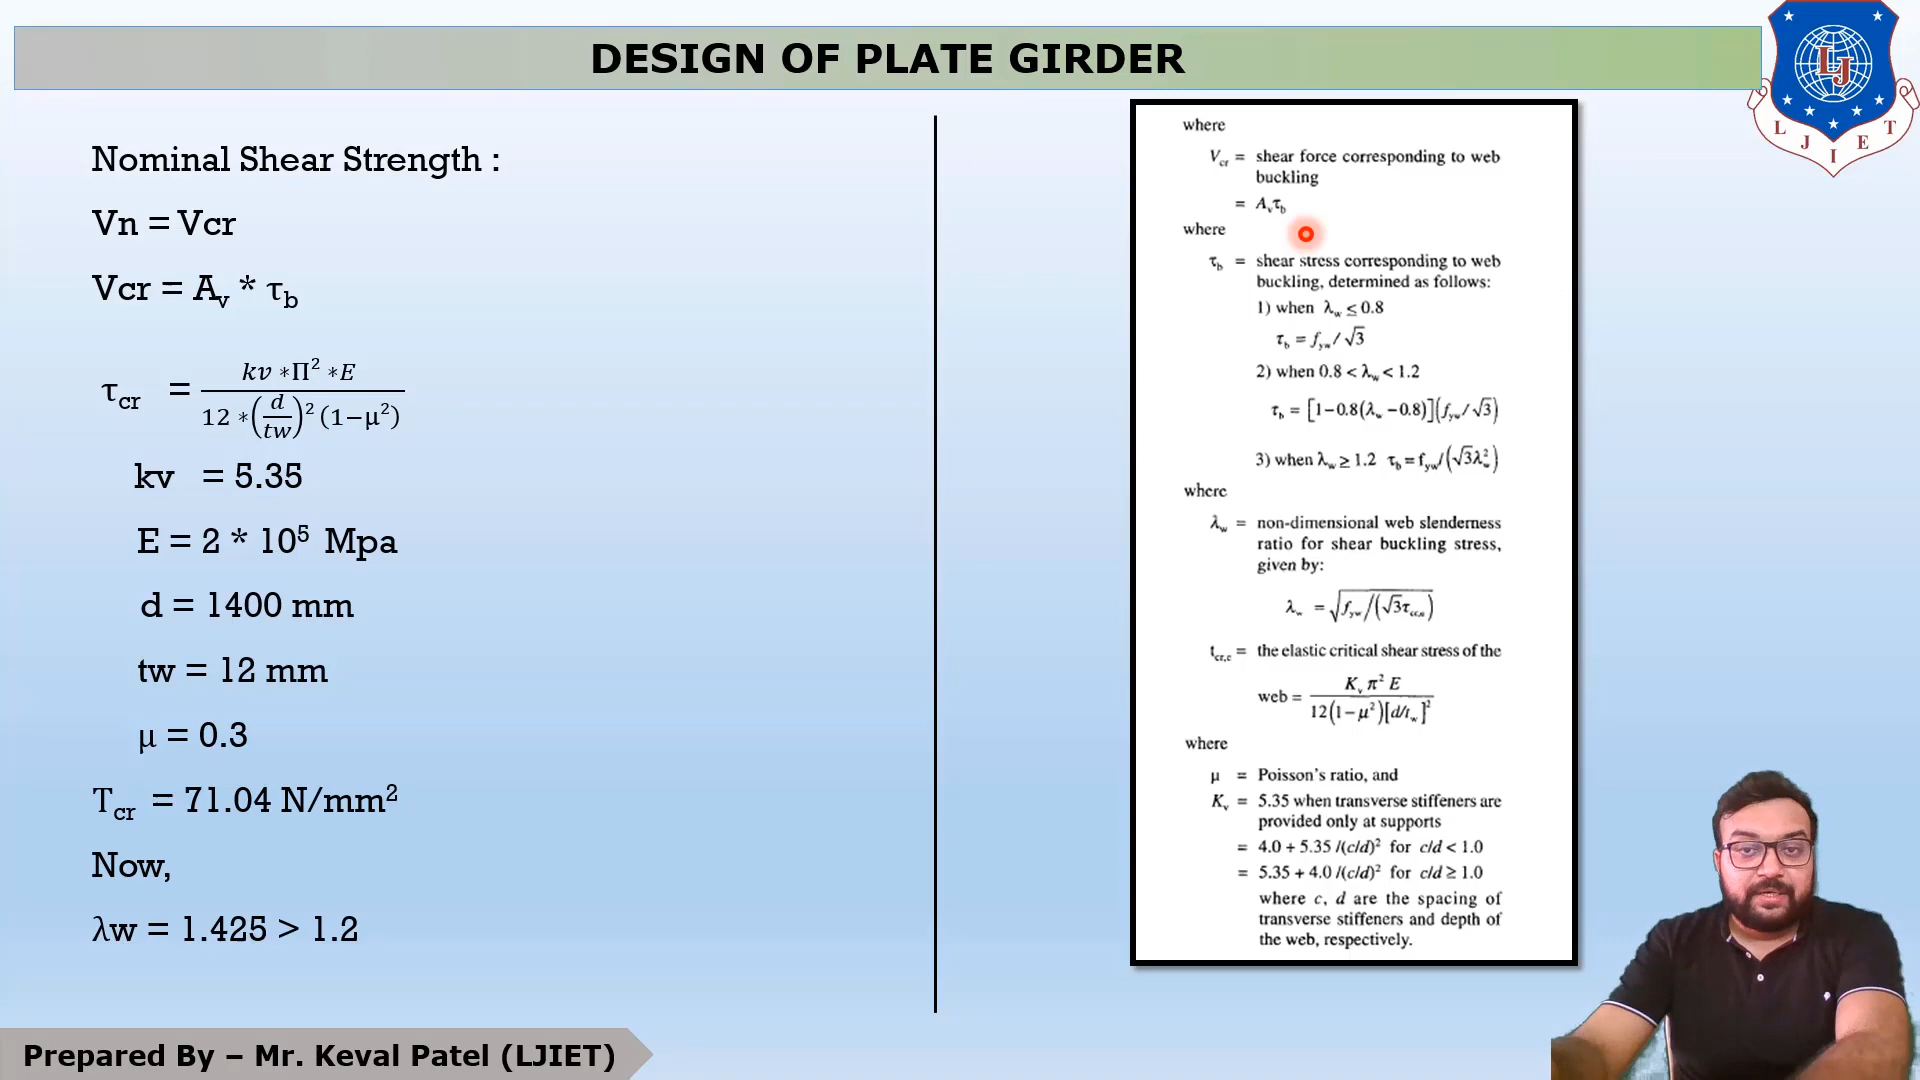 DESIGN OF PLATE GIRDER
LJ
L J I E T
Nominal Shear Strength :
Vn = Vcr
Vcr = Aᵥ * τb
τcr = kv *Π² *E / 12 *(d/tw)² (1−μ²)
kv = 5.35
E = 2 * 10⁵ Mpa
d = 1400 mm
tw = 12 mm
μ = 0.3
Τcr = 71.04 N/mm²
Now,
λw = 1.425 > 1.2
where
Vcr = shear force corresponding to web
buckling
= Aᵥτb
where
τb = shear stress corresponding to web
buckling, determined as follows:
1) when λw ≤ 0.8
τb = fyw / √3
2) when 0.8 < λw < 1.2
τb = [1−0.8(λw −0.8)](fyw / √3)
3) when λw ≥ 1.2 τb = fyw/(√3λw²)
where
λw = non-dimensional web slenderness
ratio for shear buckling stress,
given by:
λw = √fyw/(√3τcr,e)
tcr,e = the elastic critical shear stress of the
web = Kᵥ π² E / 12(1−μ²)[d/tw]²
where
μ = Poisson's ratio, and
Kᵥ = 5.35 when transverse stiffeners are
provided only at supports
= 4.0 + 5.35 /(c/d)² for c/d < 1.0
= 5.35 + 4.0 /(c/d)² for c/d ≥ 1.0
where c, d are the spacing of
transverse stiffeners and depth of
the web, respectively.
Prepared By – Mr. Keval Patel (LJIET)